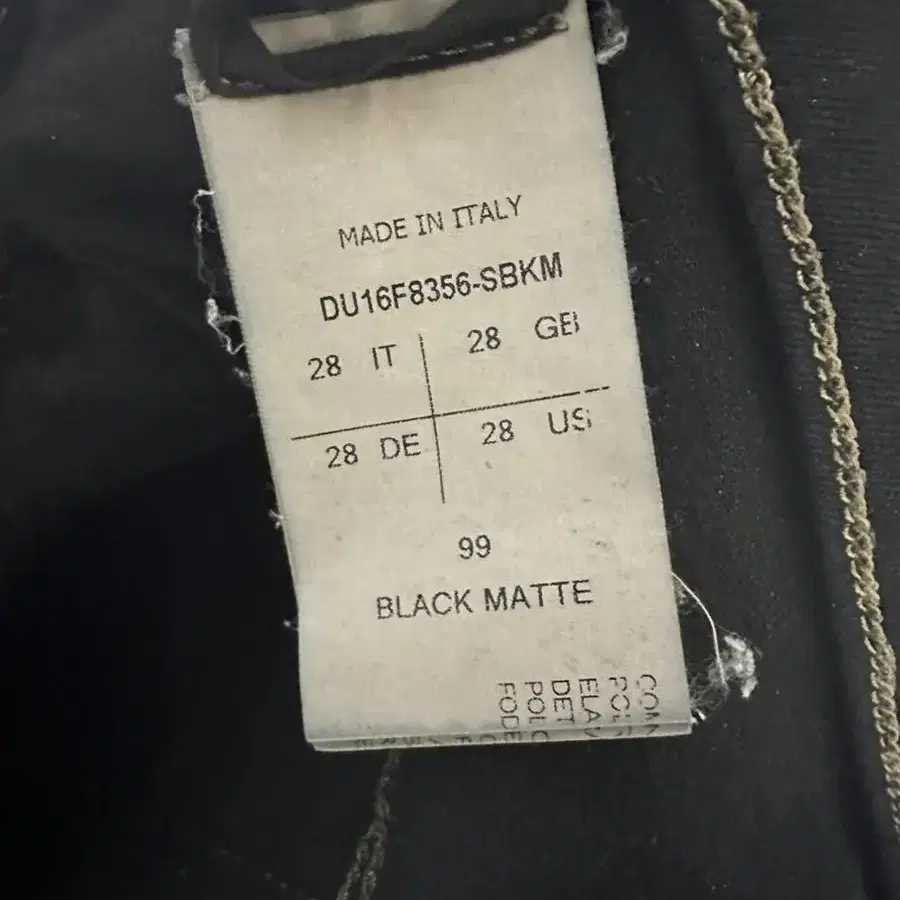 MADE IN ITALY
DU16F8356-SBKM
28 IT 28 GB
28 DE 28 US
99
BLACK MATTE